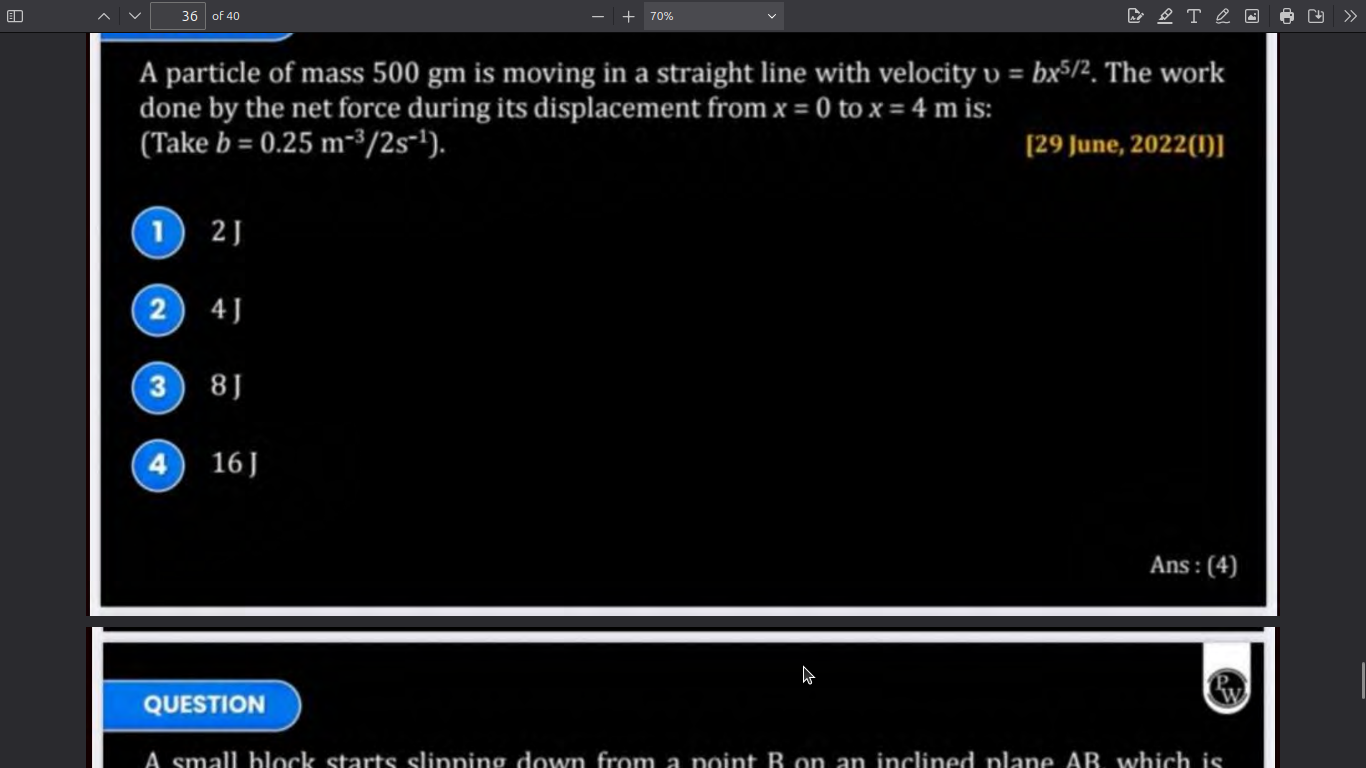 36 of 40
70%
A particle of mass 500 gm is moving in a straight line with velocity υ = bx⁵/². The work
done by the net force during its displacement from x = 0 to x = 4 m is:
(Take b = 0.25 m⁻³/2s⁻¹).
[29 June, 2022(I)]
1 2 J
2 4 J
3 8 J
4 16 J
Ans : (4)
PW
QUESTION
A small block starts slipping down from a point B on an inclined plane AB, which is